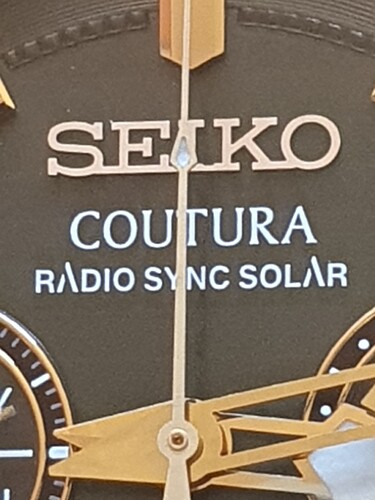 SEIKO
COUTURA
RADIO SYNC SOLAR